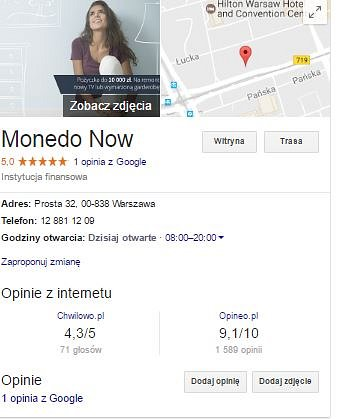 Pożyczke do 10 000 zł. Na remont,
nowy TV lub wymarzoną garderobę
Zobacz zdjęcia
Hilton Warsaw Hote
and Convention Cen
Łucka
719
Pańska
Pańska
Monedo Now
Witryna
Trasa
5,0 ★★★★★ 1 opinia z Google
Instytucja finansowa
Adres: Prosta 32, 00-838 Warszawa
Telefon: 12 881 12 09
Godziny otwarcia: Dzisiaj otwarte · 08:00–20:00
Zaproponuj zmianę
Opinie z internetu
Chwilowo.pl
4,3/5
71 głosów
Opineo.pl
9,1/10
1 589 opinii
Opinie
Dodaj opinię
Dodaj zdjęcie
1 opinia z Google